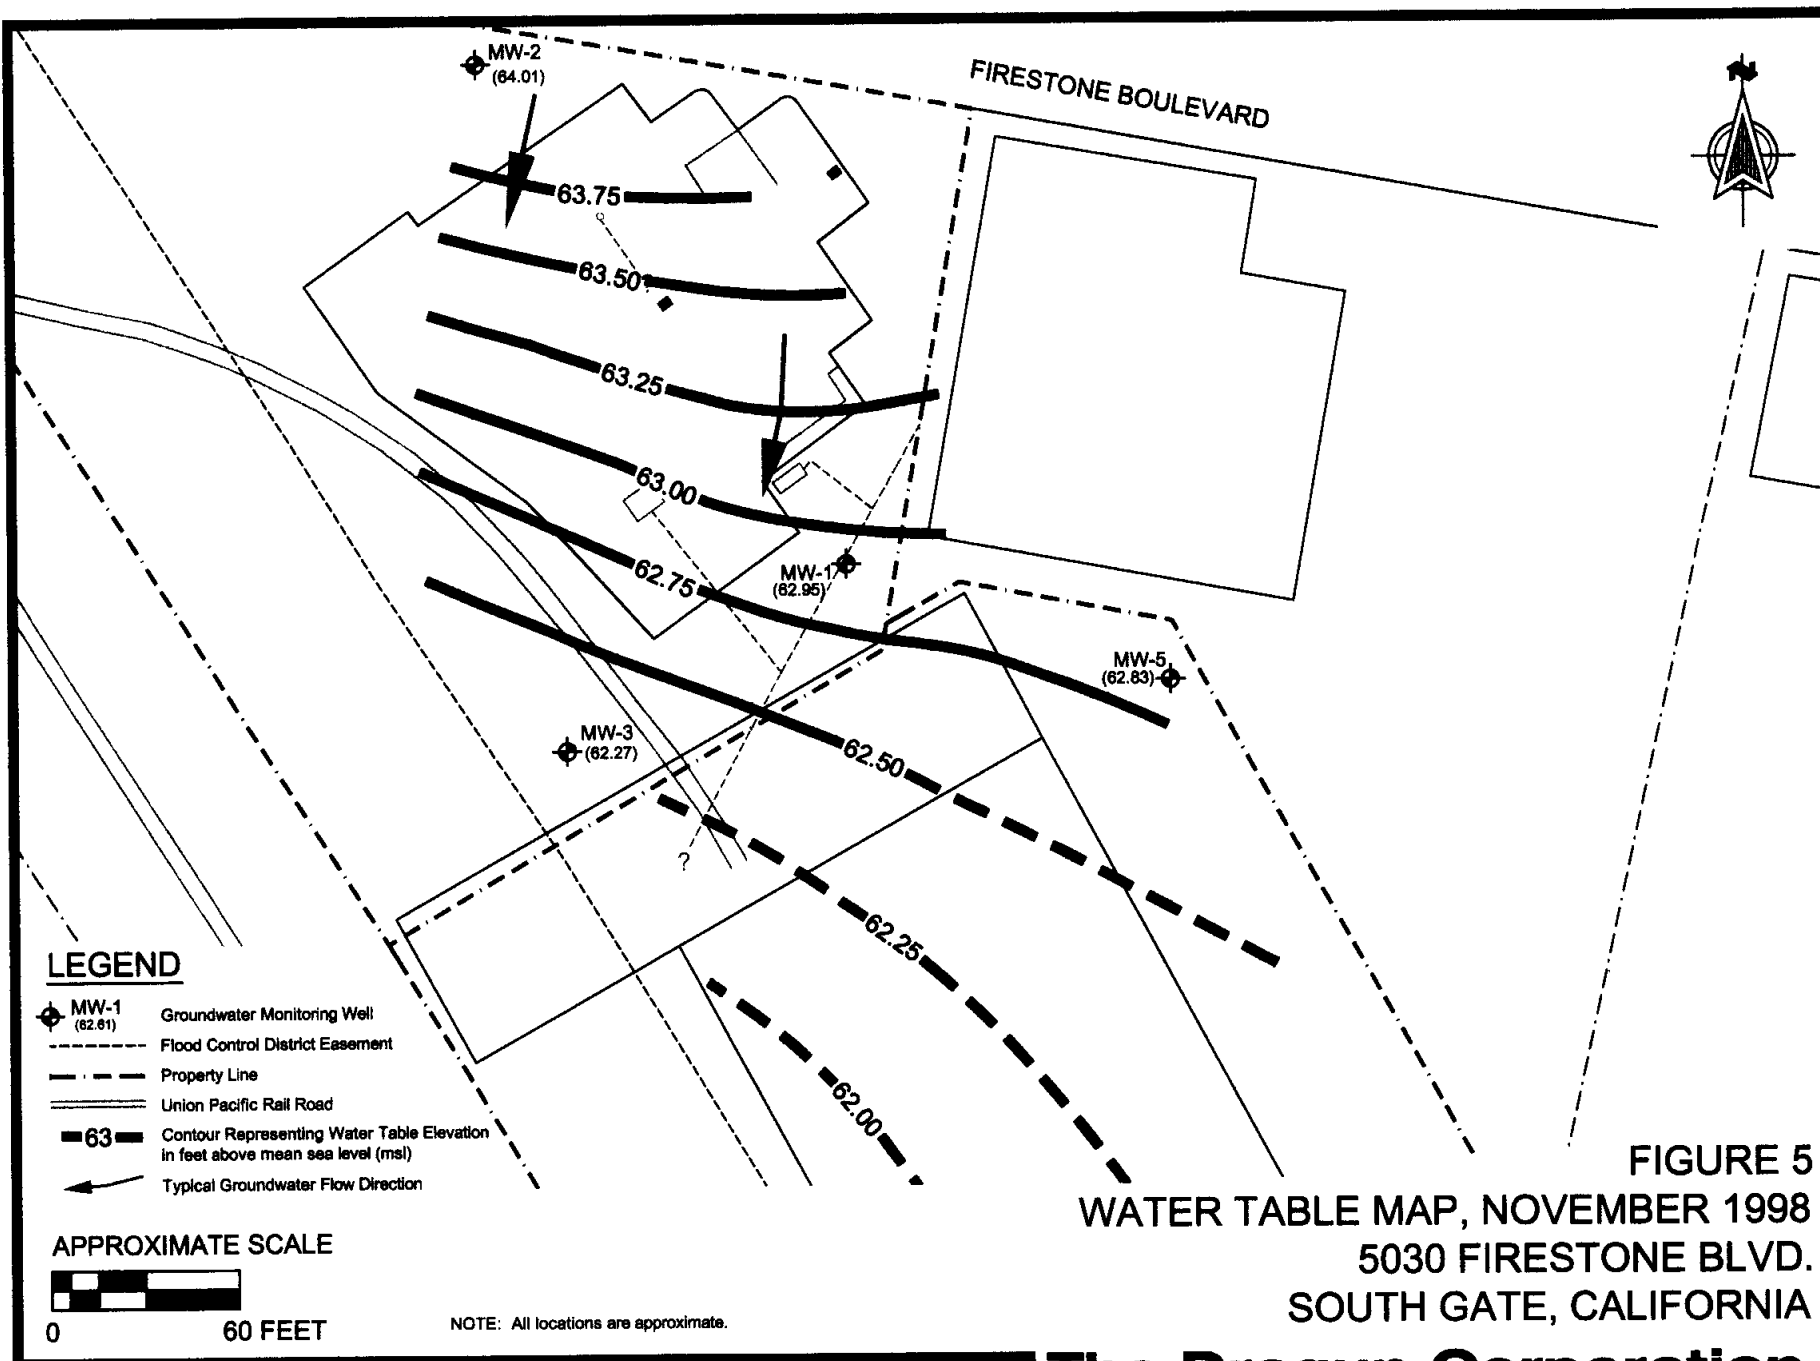 MW-2
(64.01)
FIRESTONE BOULEVARD
N
63.75
63.50
63.25
63.00
62.75
MW-1
(62.95)
MW-5
(62.83)
MW-3
(62.27)
62.50
?
62.25
62.00
LEGEND
MW-1
(62.61)
Groundwater Monitoring Well
Flood Control District Easement
Property Line
Union Pacific Rail Road
63
Contour Representing Water Table Elevation
in feet above mean sea level (msl)
Typical Groundwater Flow Direction
APPROXIMATE SCALE
0
60 FEET
NOTE: All locations are approximate.
FIGURE 5
WATER TABLE MAP, NOVEMBER 1998
5030 FIRESTONE BLVD.
SOUTH GATE, CALIFORNIA